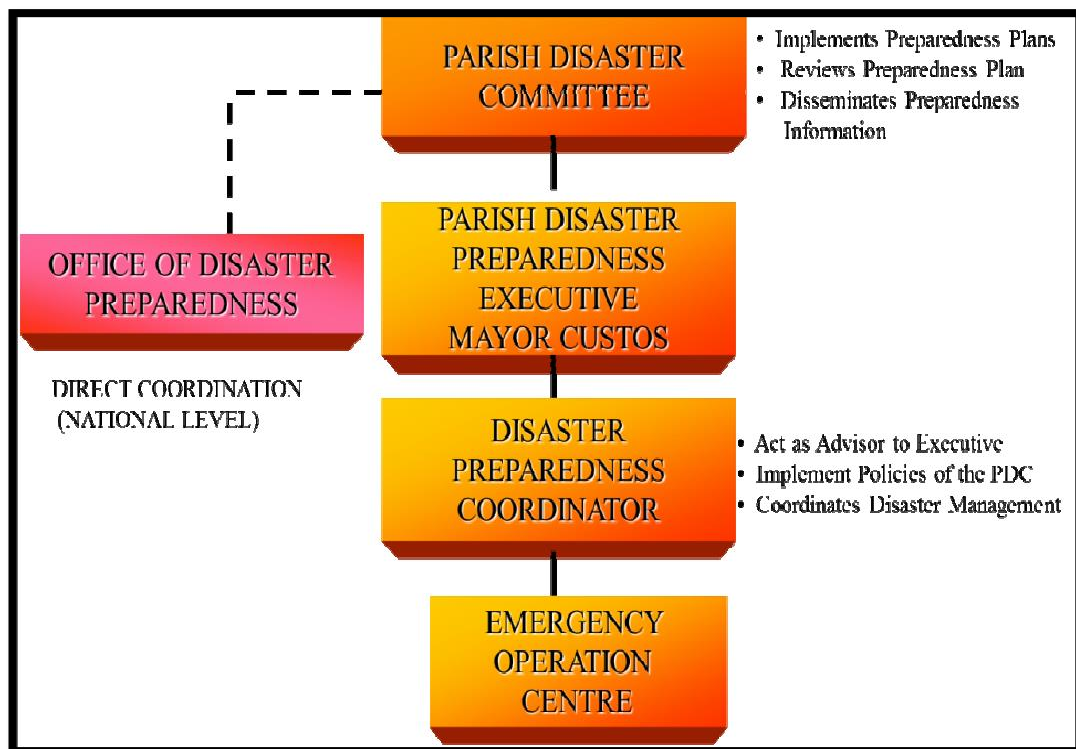 PARISH DISASTER
COMMITTEE
• Implements Preparedness Plans
• Reviews Preparedness Plan
• Disseminates Preparedness
Information
OFFICE OF DISASTER
PREPAREDNESS
DIRECT COORDINATION
(NATIONAL LEVEL)
PARISH DISASTER
PREPAREDNESS
EXECUTIVE
MAYOR CUSTOS
DISASTER
PREPAREDNESS
COORDINATOR
• Act as Advisor to Executive
• Implement Policies of the PDC
• Coordinates Disaster Management
EMERGENCY
OPERATION
CENTRE